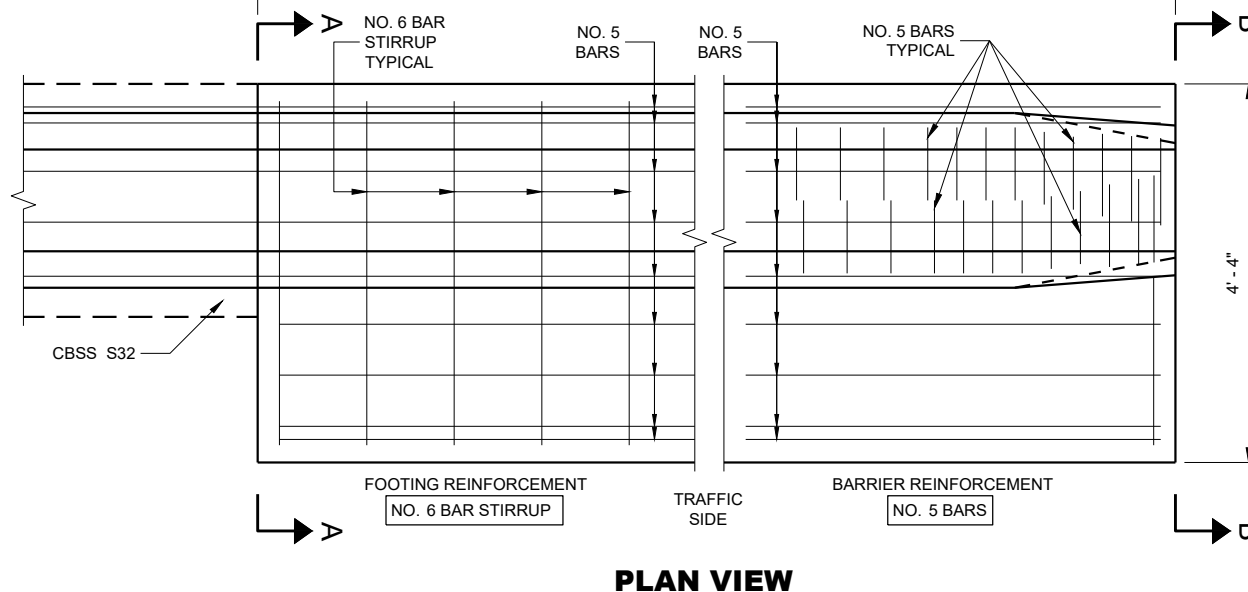 A
NO. 6 BAR
STIRRUP
TYPICAL
NO. 5
BARS
NO. 5
BARS
NO. 5 BARS
TYPICAL
4' - 4"
CBSS S32
FOOTING REINFORCEMENT
NO. 6 BAR STIRRUP
TRAFFIC
SIDE
BARRIER REINFORCEMENT
NO. 5 BARS
A
PLAN VIEW